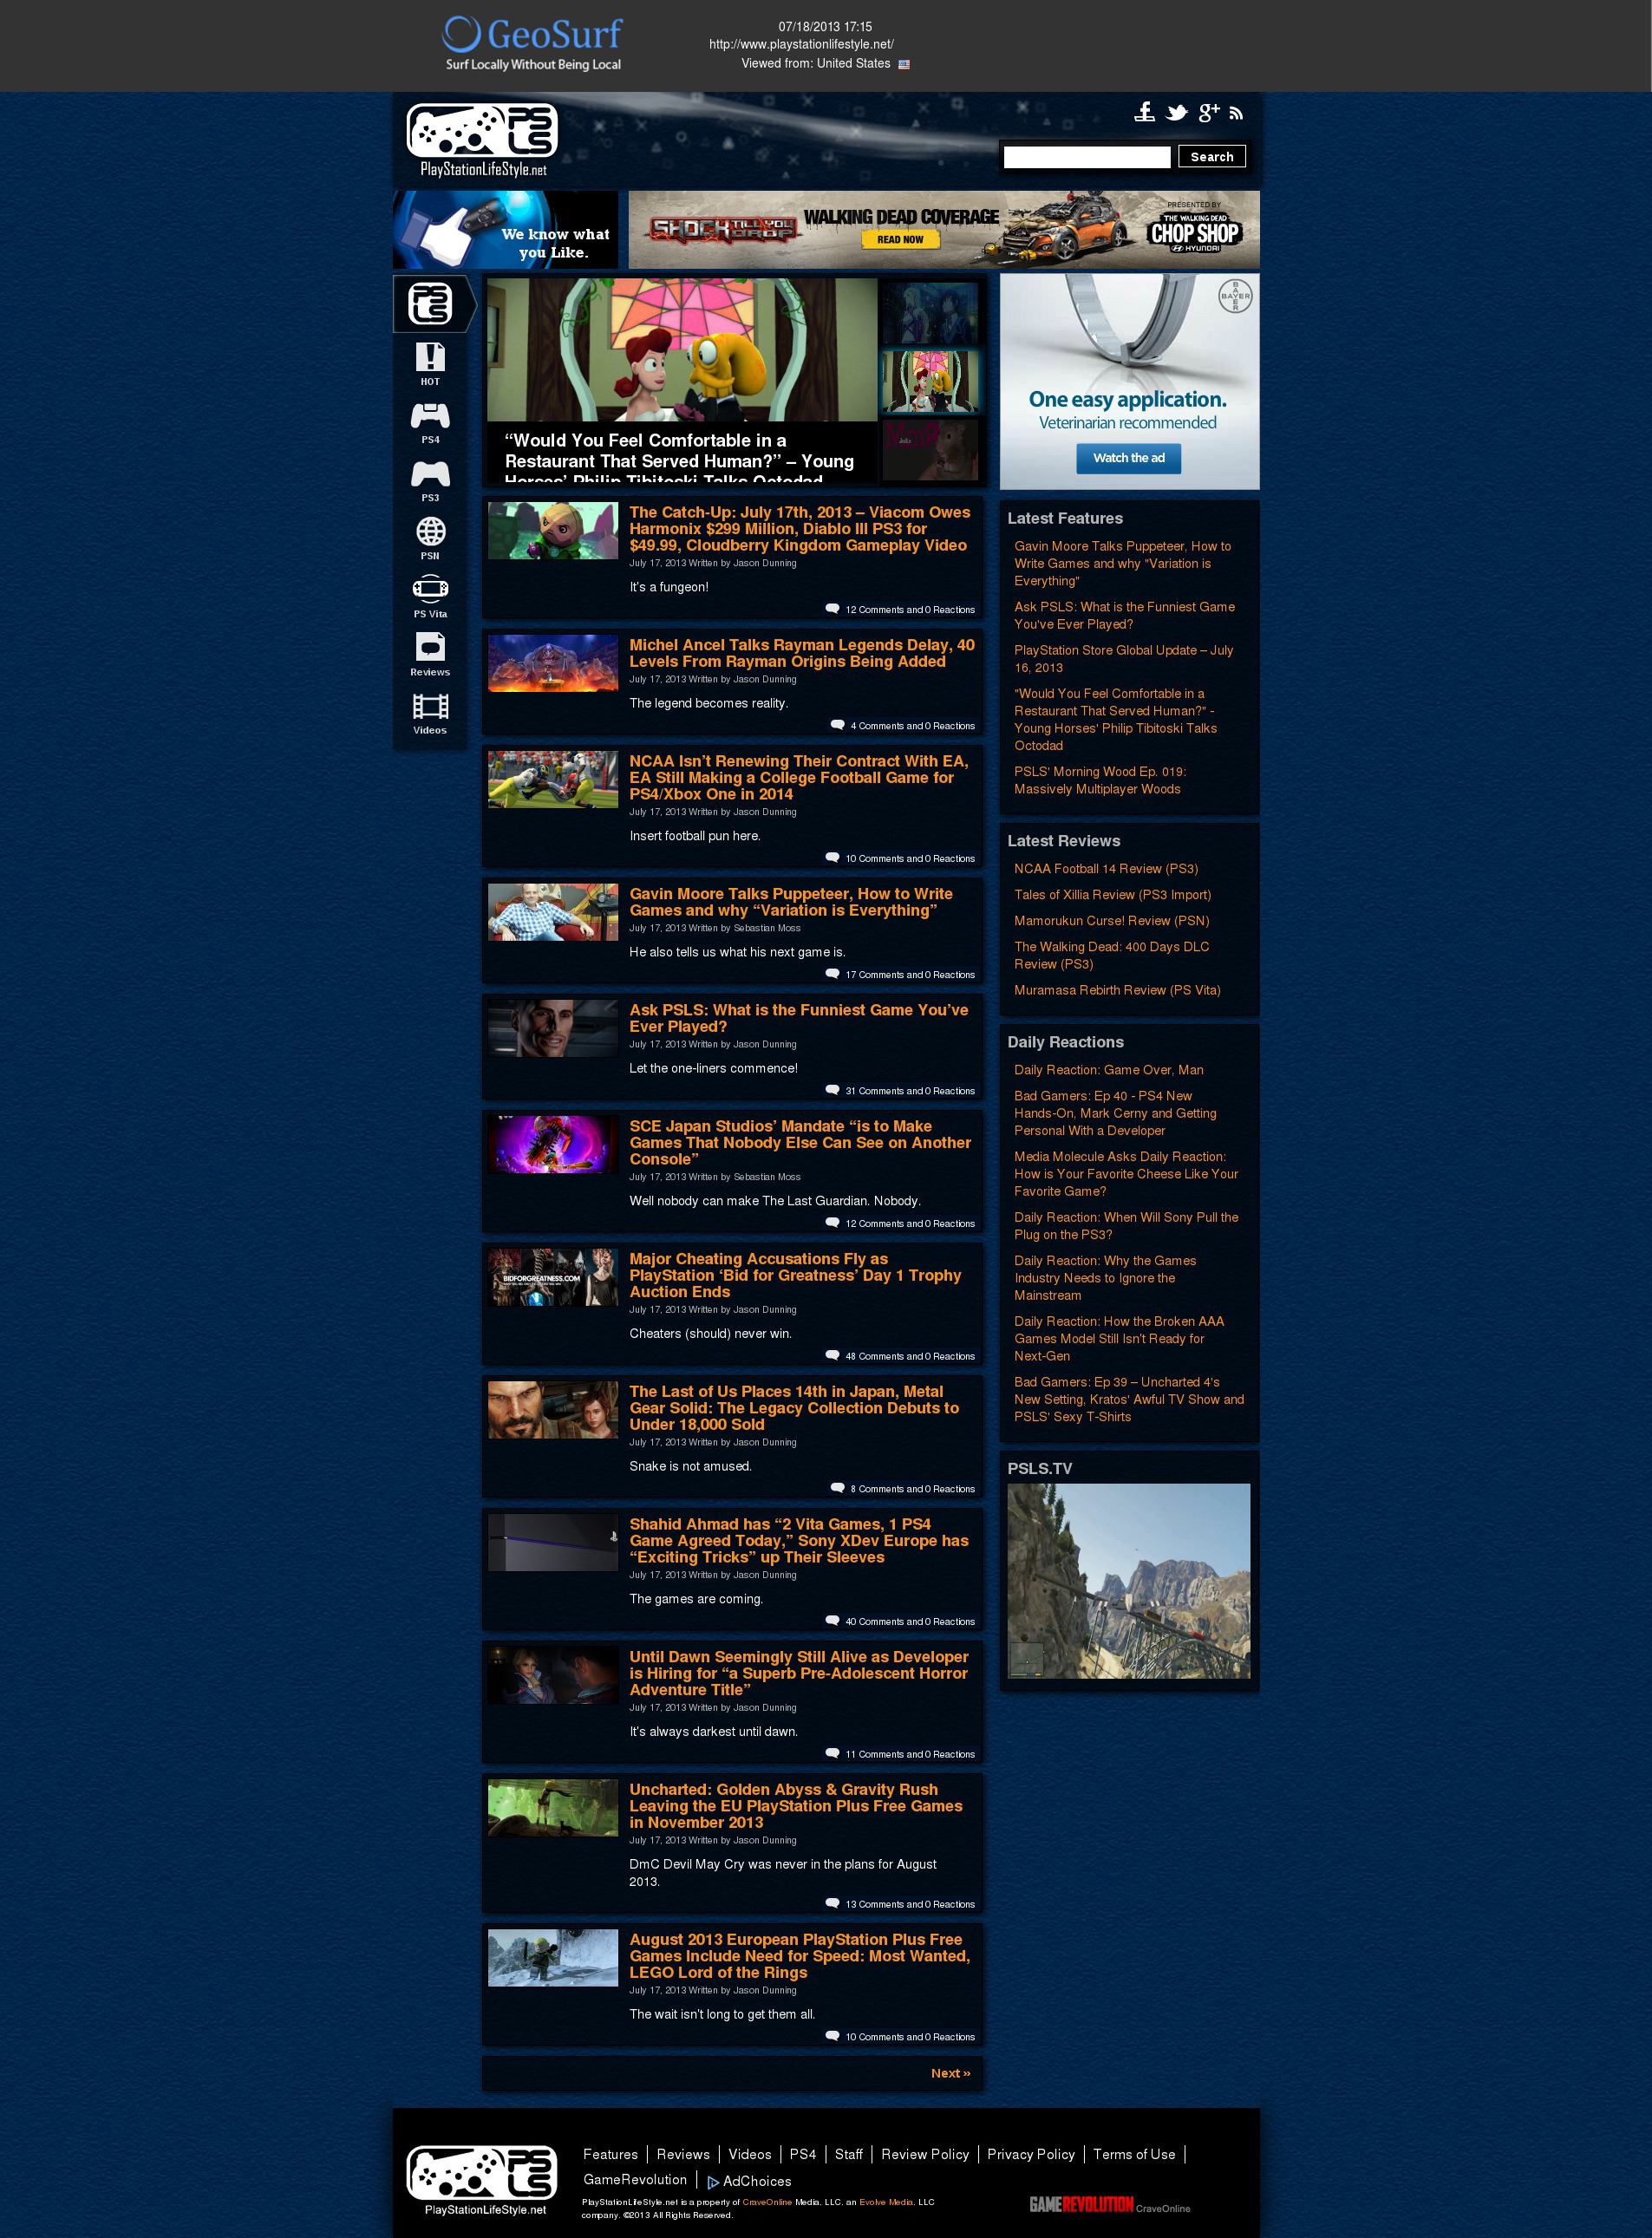 GeoSurf
Surf Locally Without Being Local
07/18/2013 17:15
http://www.playstationlifestyle.net/
Viewed from: United States
PSLS
PlayStationLifeStyle.net
Search
We know what
you Like.
SHOCK TILL YOU DROP
WALKING DEAD COVERAGE
READ NOW
PRESENTED BY
THE WALKING DEAD
CHOP SHOP
HYUNDAI
PSLS
HOT
PS4
PS3
PSN
PS Vita
Reviews
Videos
“Would You Feel Comfortable in a
Restaurant That Served Human?” – Young
Horses’ Philip Tibitoski Talks Octodad
The Catch-Up: July 17th, 2013 – Viacom Owes
Harmonix $299 Million, Diablo III PS3 for
$49.99, Cloudberry Kingdom Gameplay Video
July 17, 2013 Written by Jason Dunning
It's a fungeon!
12 Comments and 0 Reactions
Michel Ancel Talks Rayman Legends Delay, 40
Levels From Rayman Origins Being Added
July 17, 2013 Written by Jason Dunning
The legend becomes reality.
4 Comments and 0 Reactions
NCAA Isn’t Renewing Their Contract With EA,
EA Still Making a College Football Game for
PS4/Xbox One in 2014
July 17, 2013 Written by Jason Dunning
Insert football pun here.
10 Comments and 0 Reactions
Gavin Moore Talks Puppeteer, How to Write
Games and why “Variation is Everything”
July 17, 2013 Written by Sebastian Moss
He also tells us what his next game is.
17 Comments and 0 Reactions
Ask PSLS: What is the Funniest Game You’ve
Ever Played?
July 17, 2013 Written by Jason Dunning
Let the one-liners commence!
31 Comments and 0 Reactions
SCE Japan Studios’ Mandate “is to Make
Games That Nobody Else Can See on Another
Console”
July 17, 2013 Written by Sebastian Moss
Well nobody can make The Last Guardian. Nobody.
12 Comments and 0 Reactions
BIDFORGREATNESS.COM
Major Cheating Accusations Fly as
PlayStation ‘Bid for Greatness’ Day 1 Trophy
Auction Ends
July 17, 2013 Written by Jason Dunning
Cheaters (should) never win.
48 Comments and 0 Reactions
The Last of Us Places 14th in Japan, Metal
Gear Solid: The Legacy Collection Debuts to
Under 18,000 Sold
July 17, 2013 Written by Jason Dunning
Snake is not amused.
8 Comments and 0 Reactions
Shahid Ahmad has “2 Vita Games, 1 PS4
Game Agreed Today,” Sony XDev Europe has
“Exciting Tricks” up Their Sleeves
July 17, 2013 Written by Jason Dunning
The games are coming.
40 Comments and 0 Reactions
Until Dawn Seemingly Still Alive as Developer
is Hiring for “a Superb Pre-Adolescent Horror
Adventure Title”
July 17, 2013 Written by Jason Dunning
It's always darkest until dawn.
11 Comments and 0 Reactions
Uncharted: Golden Abyss & Gravity Rush
Leaving the EU PlayStation Plus Free Games
in November 2013
July 17, 2013 Written by Jason Dunning
DmC Devil May Cry was never in the plans for August
2013.
13 Comments and 0 Reactions
August 2013 European PlayStation Plus Free
Games Include Need for Speed: Most Wanted,
LEGO Lord of the Rings
July 17, 2013 Written by Jason Dunning
The wait isn't long to get them all.
10 Comments and 0 Reactions
Next »
BAYER
BAYER
One easy application.
Veterinarian recommended
Watch the ad
Latest Features
Gavin Moore Talks Puppeteer, How to
Write Games and why "Variation is
Everything"
Ask PSLS: What is the Funniest Game
You've Ever Played?
PlayStation Store Global Update – July
16, 2013
"Would You Feel Comfortable in a
Restaurant That Served Human?" -
Young Horses' Philip Tibitoski Talks
Octodad
PSLS' Morning Wood Ep. 019:
Massively Multiplayer Woods
Latest Reviews
NCAA Football 14 Review (PS3)
Tales of Xillia Review (PS3 Import)
Mamorukun Curse! Review (PSN)
The Walking Dead: 400 Days DLC
Review (PS3)
Muramasa Rebirth Review (PS Vita)
Daily Reactions
Daily Reaction: Game Over, Man
Bad Gamers: Ep 40 - PS4 New
Hands-On, Mark Cerny and Getting
Personal With a Developer
Media Molecule Asks Daily Reaction:
How is Your Favorite Cheese Like Your
Favorite Game?
Daily Reaction: When Will Sony Pull the
Plug on the PS3?
Daily Reaction: Why the Games
Industry Needs to Ignore the
Mainstream
Daily Reaction: How the Broken AAA
Games Model Still Isn't Ready for
Next-Gen
Bad Gamers: Ep 39 – Uncharted 4's
New Setting, Kratos' Awful TV Show and
PSLS' Sexy T-Shirts
PSLS.TV
PSLS
PlayStationLifeStyle.net
Features | Reviews | Videos | PS4 | Staff | Review Policy | Privacy Policy | Terms of Use |
GameRevolution | AdChoices
PlayStationLifeStyle.net is a property of CraveOnline Media, LLC, an Evolve Media, LLC
company. ©2013 All Rights Reserved.
GAMEREVOLUTION CraveOnline